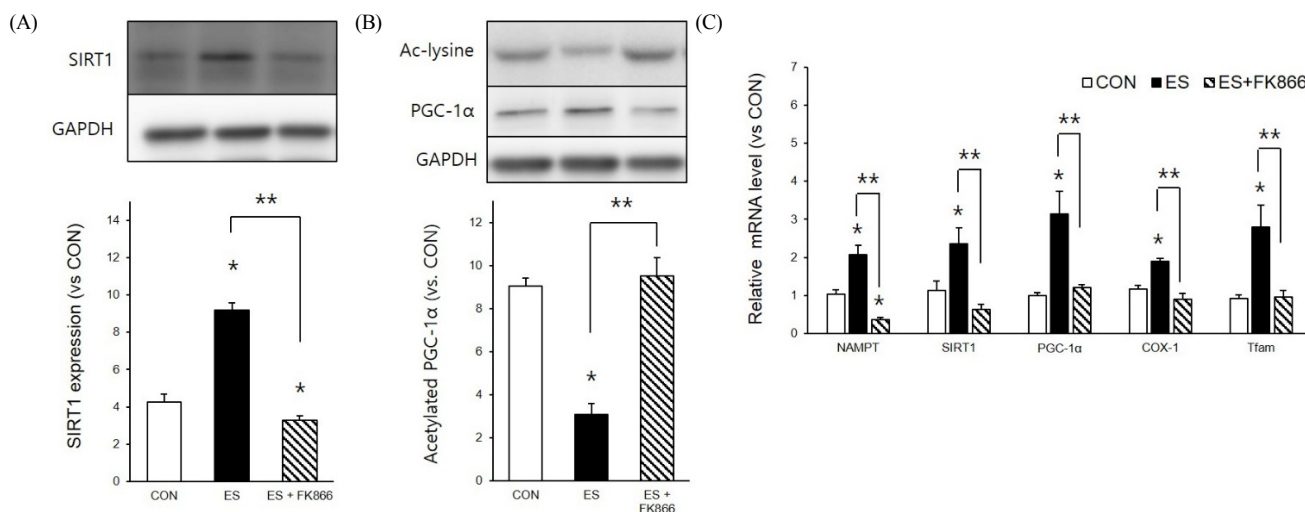 (A)
SIRT1
GAPDH
SIRT1 expression (vs CON)
14
12
10
8
6
4
2
0
**
*
*
CON ES ES + FK866
(B)
Ac-lysine
PGC-1α
GAPDH
Acetylated PGC-1α (vs. CON)
12
10
8
6
4
2
0
**
*
CON ES ES +
FK866
(C)
Relative mRNA level (vs CON)
CON ES ES+FK866
7
6
5
4
3
2
1
0
** ** ** ** **
* * * * *
*
NAMPT SIRT1 PGC-1α COX-1 Tfam